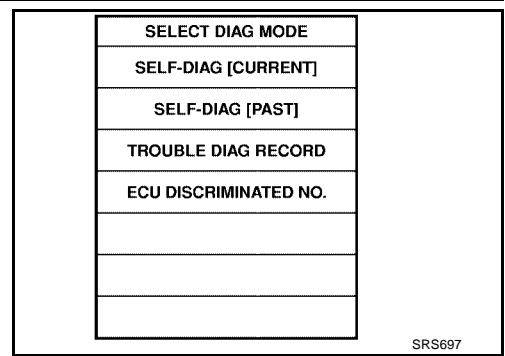 SELECT DIAG MODE
SELF-DIAG [CURRENT]
SELF-DIAG [PAST]
TROUBLE DIAG RECORD
ECU DISCRIMINATED NO.
SRS697